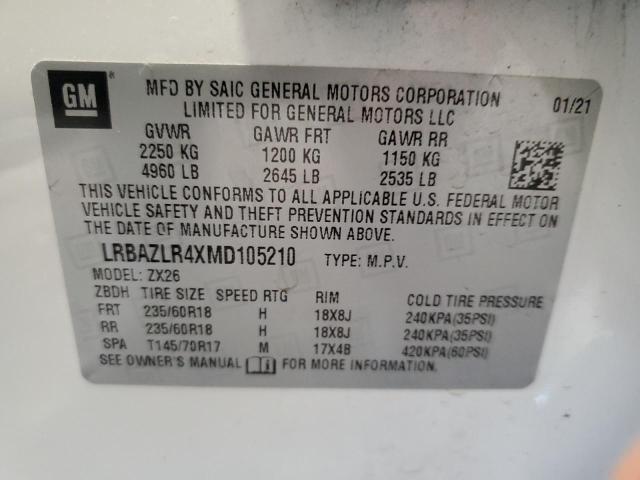 GM ®
MFD BY SAIC GENERAL MOTORS CORPORATION
LIMITED FOR GENERAL MOTORS LLC
01/21
GVWR GAWR FRT GAWR RR
2250 KG 1200 KG 1150 KG
4960 LB 2645 LB 2535 LB
THIS VEHICLE CONFORMS TO ALL APPLICABLE U.S. FEDERAL MOTOR
VEHICLE SAFETY AND THEFT PREVENTION STANDARDS IN EFFECT ON
THE DATE OF MANUFACTURE SHOWN ABOVE.
LRBAZLR4XMD105210 TYPE: M.P.V.
MODEL: ZX26
ZBDH TIRE SIZE SPEED RTG RIM COLD TIRE PRESSURE
FRT 235/60R18 H 18X8J 240KPA(35PSI)
RR 235/60R18 H 18X8J 240KPA(35PSI)
SPA T145/70R17 M 17X4B 420KPA(60PSI)
SEE OWNER'S MANUAL FOR MORE INFORMATION.